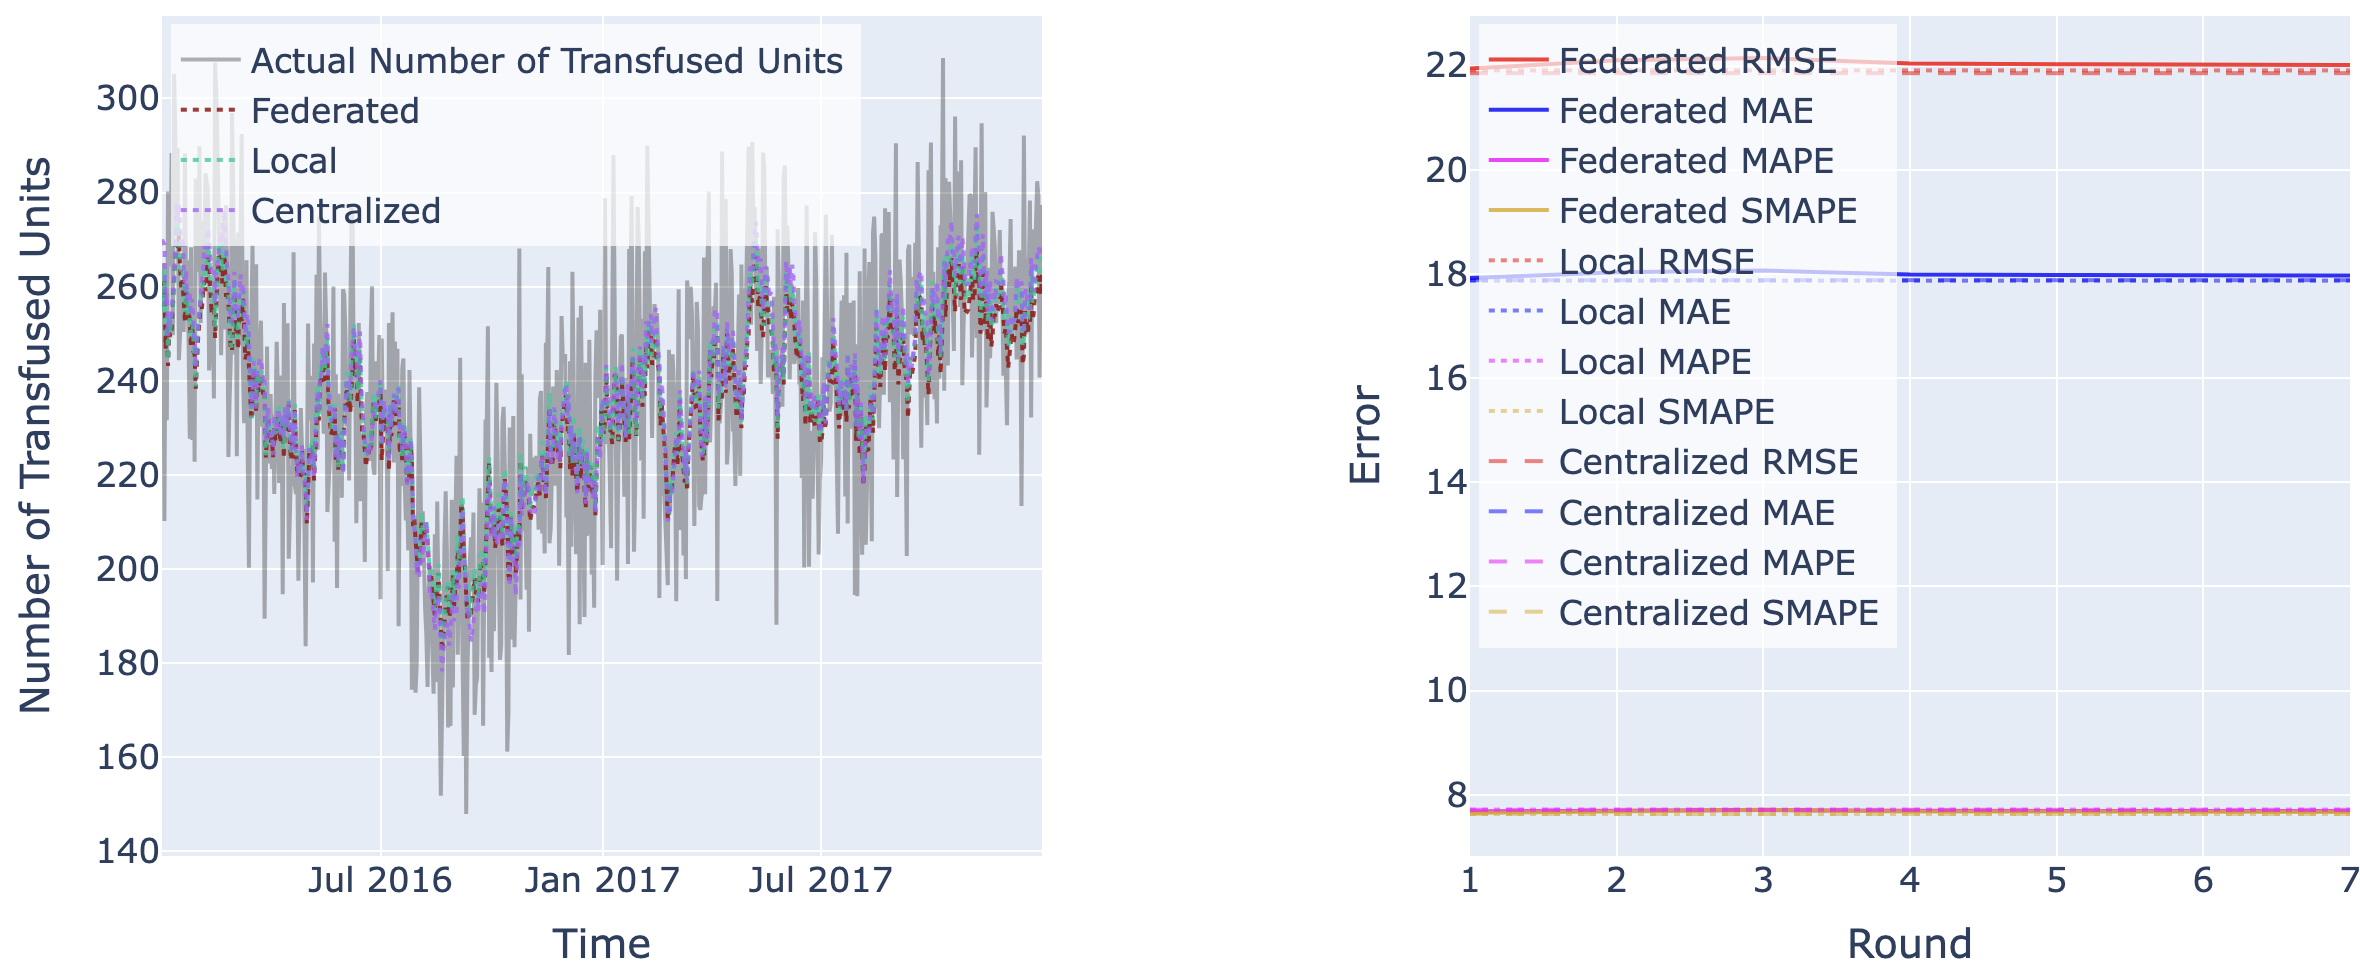 Number of Transfused Units
300
280
260
240
220
200
180
160
140
Actual Number of Transfused Units
Federated
Local
Centralized
Jul 2016
Jan 2017
Jul 2017
Time
Error
22
20
18
16
14
12
10
8
Federated RMSE
Federated MAE
Federated MAPE
Federated SMAPE
Local RMSE
Local MAE
Local MAPE
Local SMAPE
Centralized RMSE
Centralized MAE
Centralized MAPE
Centralized SMAPE
1
2
3
4
5
6
7
Round